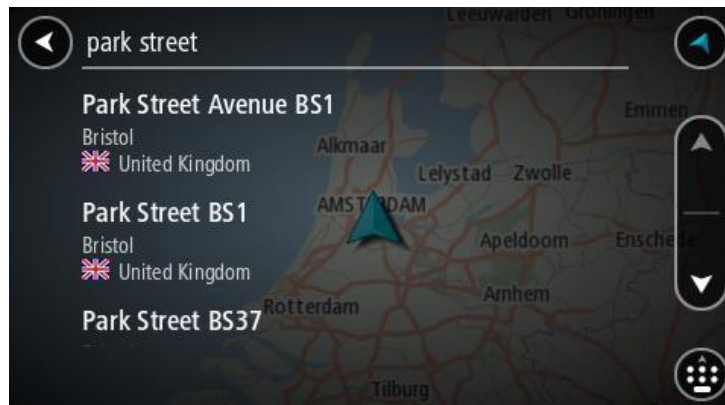 Leeuwarden Groningen
park street
Park Street Avenue BS1
Bristol
United Kingdom
Park Street BS1
Bristol
United Kingdom
Park Street BS37
Emmen
Alkmaar
Lelystad Zwolle
AMSTERDAM
Apeldoorn
Enschede
Arnhem
Rotterdam
Tilburg